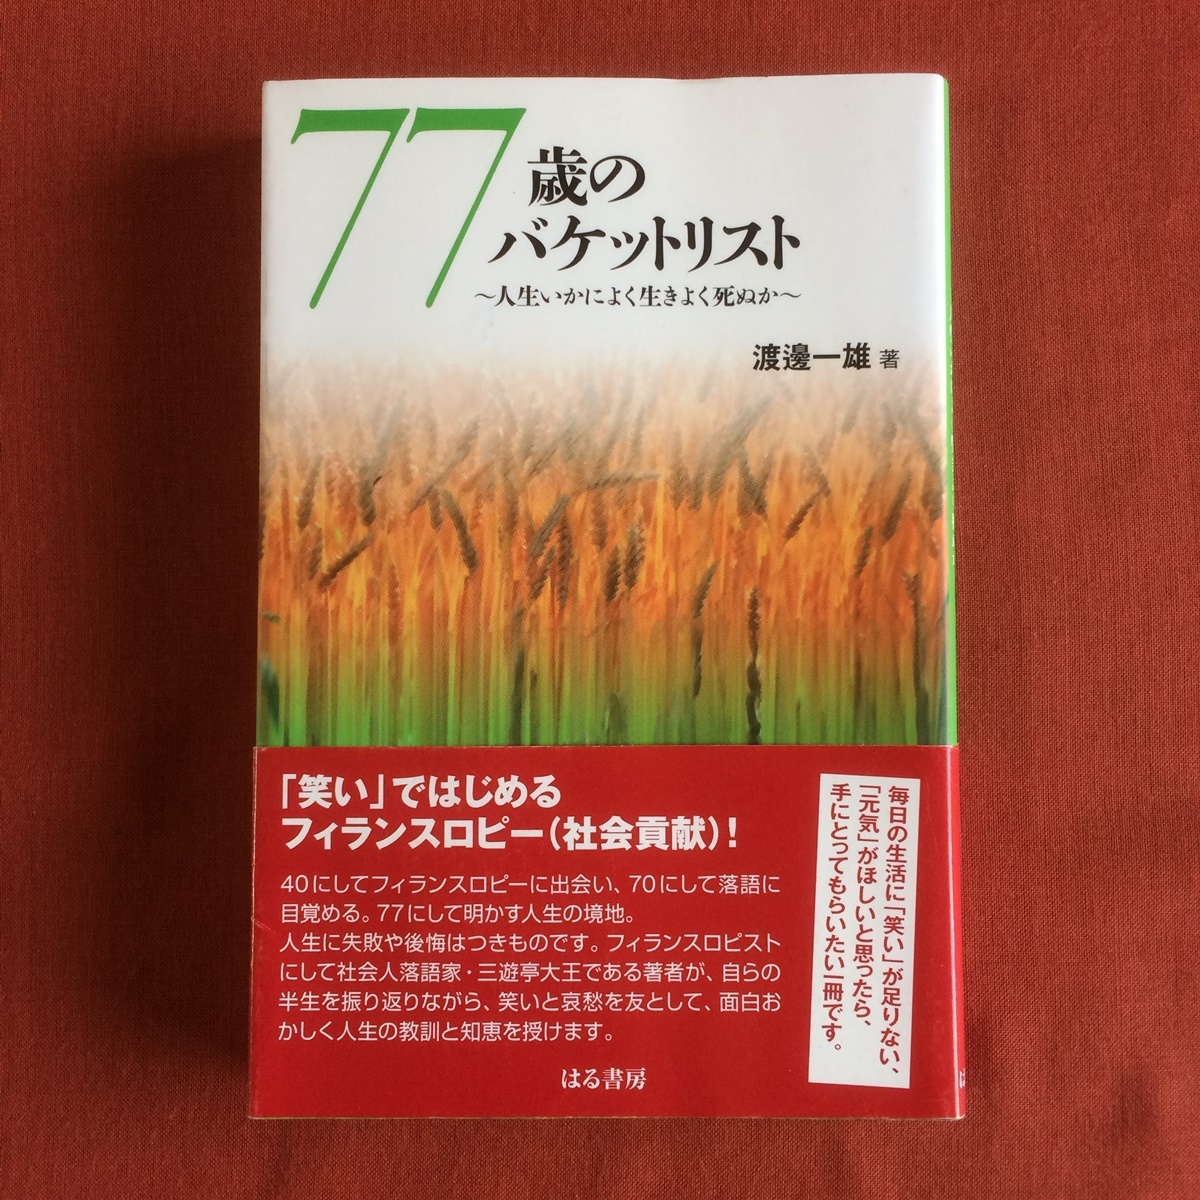 77歳の
バケットリスト
〜人生いかによく生きよく死ぬか〜
渡邊一雄 著
「笑い」ではじめる
フィランスロピー（社会貢献）！
40にしてフィランスロピーに出会い、70にして落語に
目覚める。77にして明かす人生の境地。
人生に失敗や後悔はつきものです。フィランスロピスト
にして社会人落語家・三遊亭大王である著者が、自らの
半生を振り返りながら、笑いと哀愁を友として、面白お
かしく人生の教訓と知恵を授けます。
毎日の生活に「笑い」が足りない、
「元気」がほしいと思ったら、
手にとってもらいたい一冊です。
はる書房